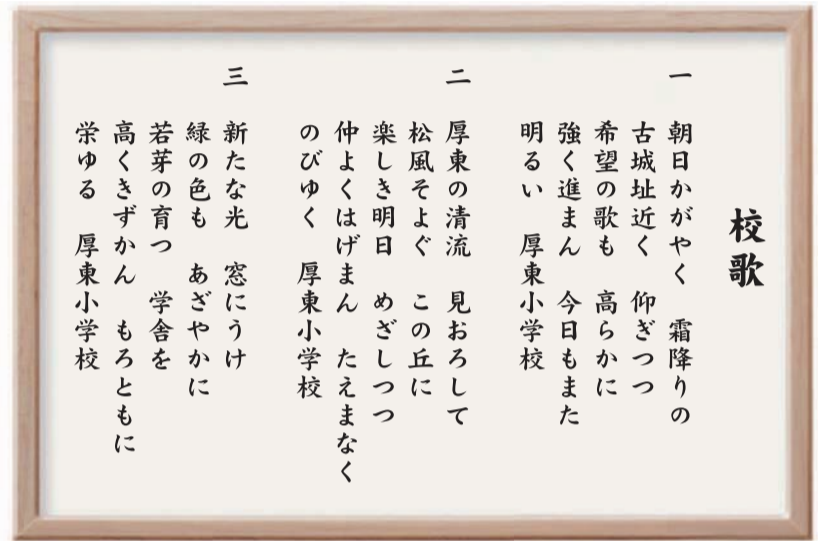 校歌
一 朝日かがやく 霜降りの
古城址近く 仰ぎつつ
希望の歌も 高らかに
強く進まん 今日もまた
明るい 厚東小学校
二 厚東の清流 見おろして
松風そよぐ この丘に
楽しき明日 めざしつつ
仲よくはげまん たえまなく
のびゆく 厚東小学校
三 新たな光 窓にうけ
緑の色も あざやかに
若芽の育つ 学舎を
高くきずかん もろともに
栄ゆる 厚東小学校